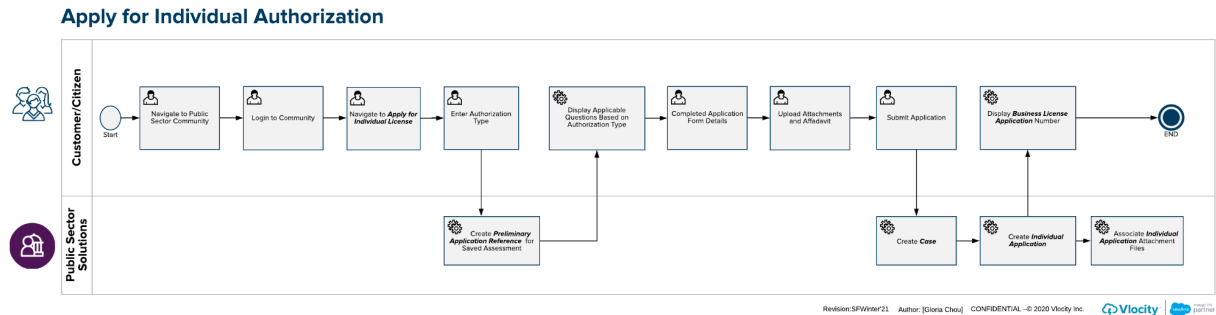 Apply for Individual Authorization
Customer/Citizen
Start
Navigate to Public
Sector Community
Login to Community
Navigate to Apply for
Individual License
Enter Authorization
Type
Display Applicable
Questions Based on
Authorization Type
Completed Application
Form Details
Upload Attachments
and Affadavit
Submit Application
Display Business License
Application Number
END
Public Sector
Solutions
Create Preliminary
Application Reference for
Saved Assessment
Create Case
Create Individual
Application
Associate Individual
Application Attachment
Files
Revision:SFWinter'21 Author: [Gloria Chou] CONFIDENTIAL –© 2020 Vlocity Inc.
Vlocity
partner